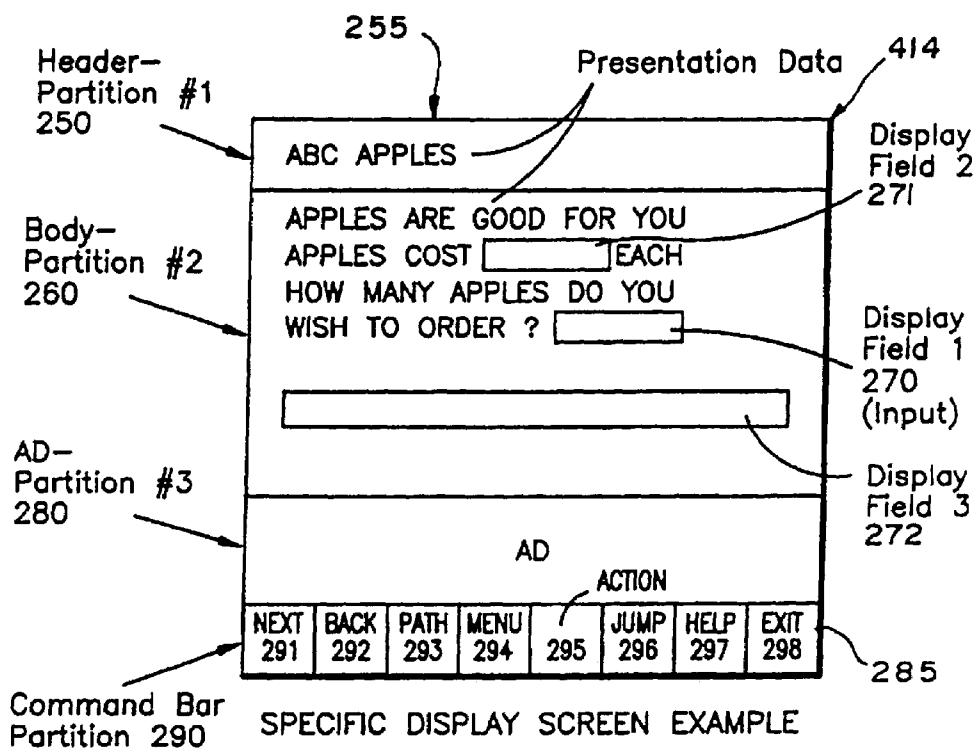 255
Presentation Data
414
Header–
Partition #1
250
ABC APPLES
Display
Field 2
271
Body–
Partition #2
260
APPLES ARE GOOD FOR YOU
APPLES COST EACH
HOW MANY APPLES DO YOU
WISH TO ORDER ?
Display
Field 1
270
(Input)
AD–
Partition #3
280
Display
Field 3
272
AD
ACTION
NEXT BACK PATH MENU JUMP HELP EXIT
291 292 293 294 295 296 297 298
285
Command Bar
Partition 290
SPECIFIC DISPLAY SCREEN EXAMPLE